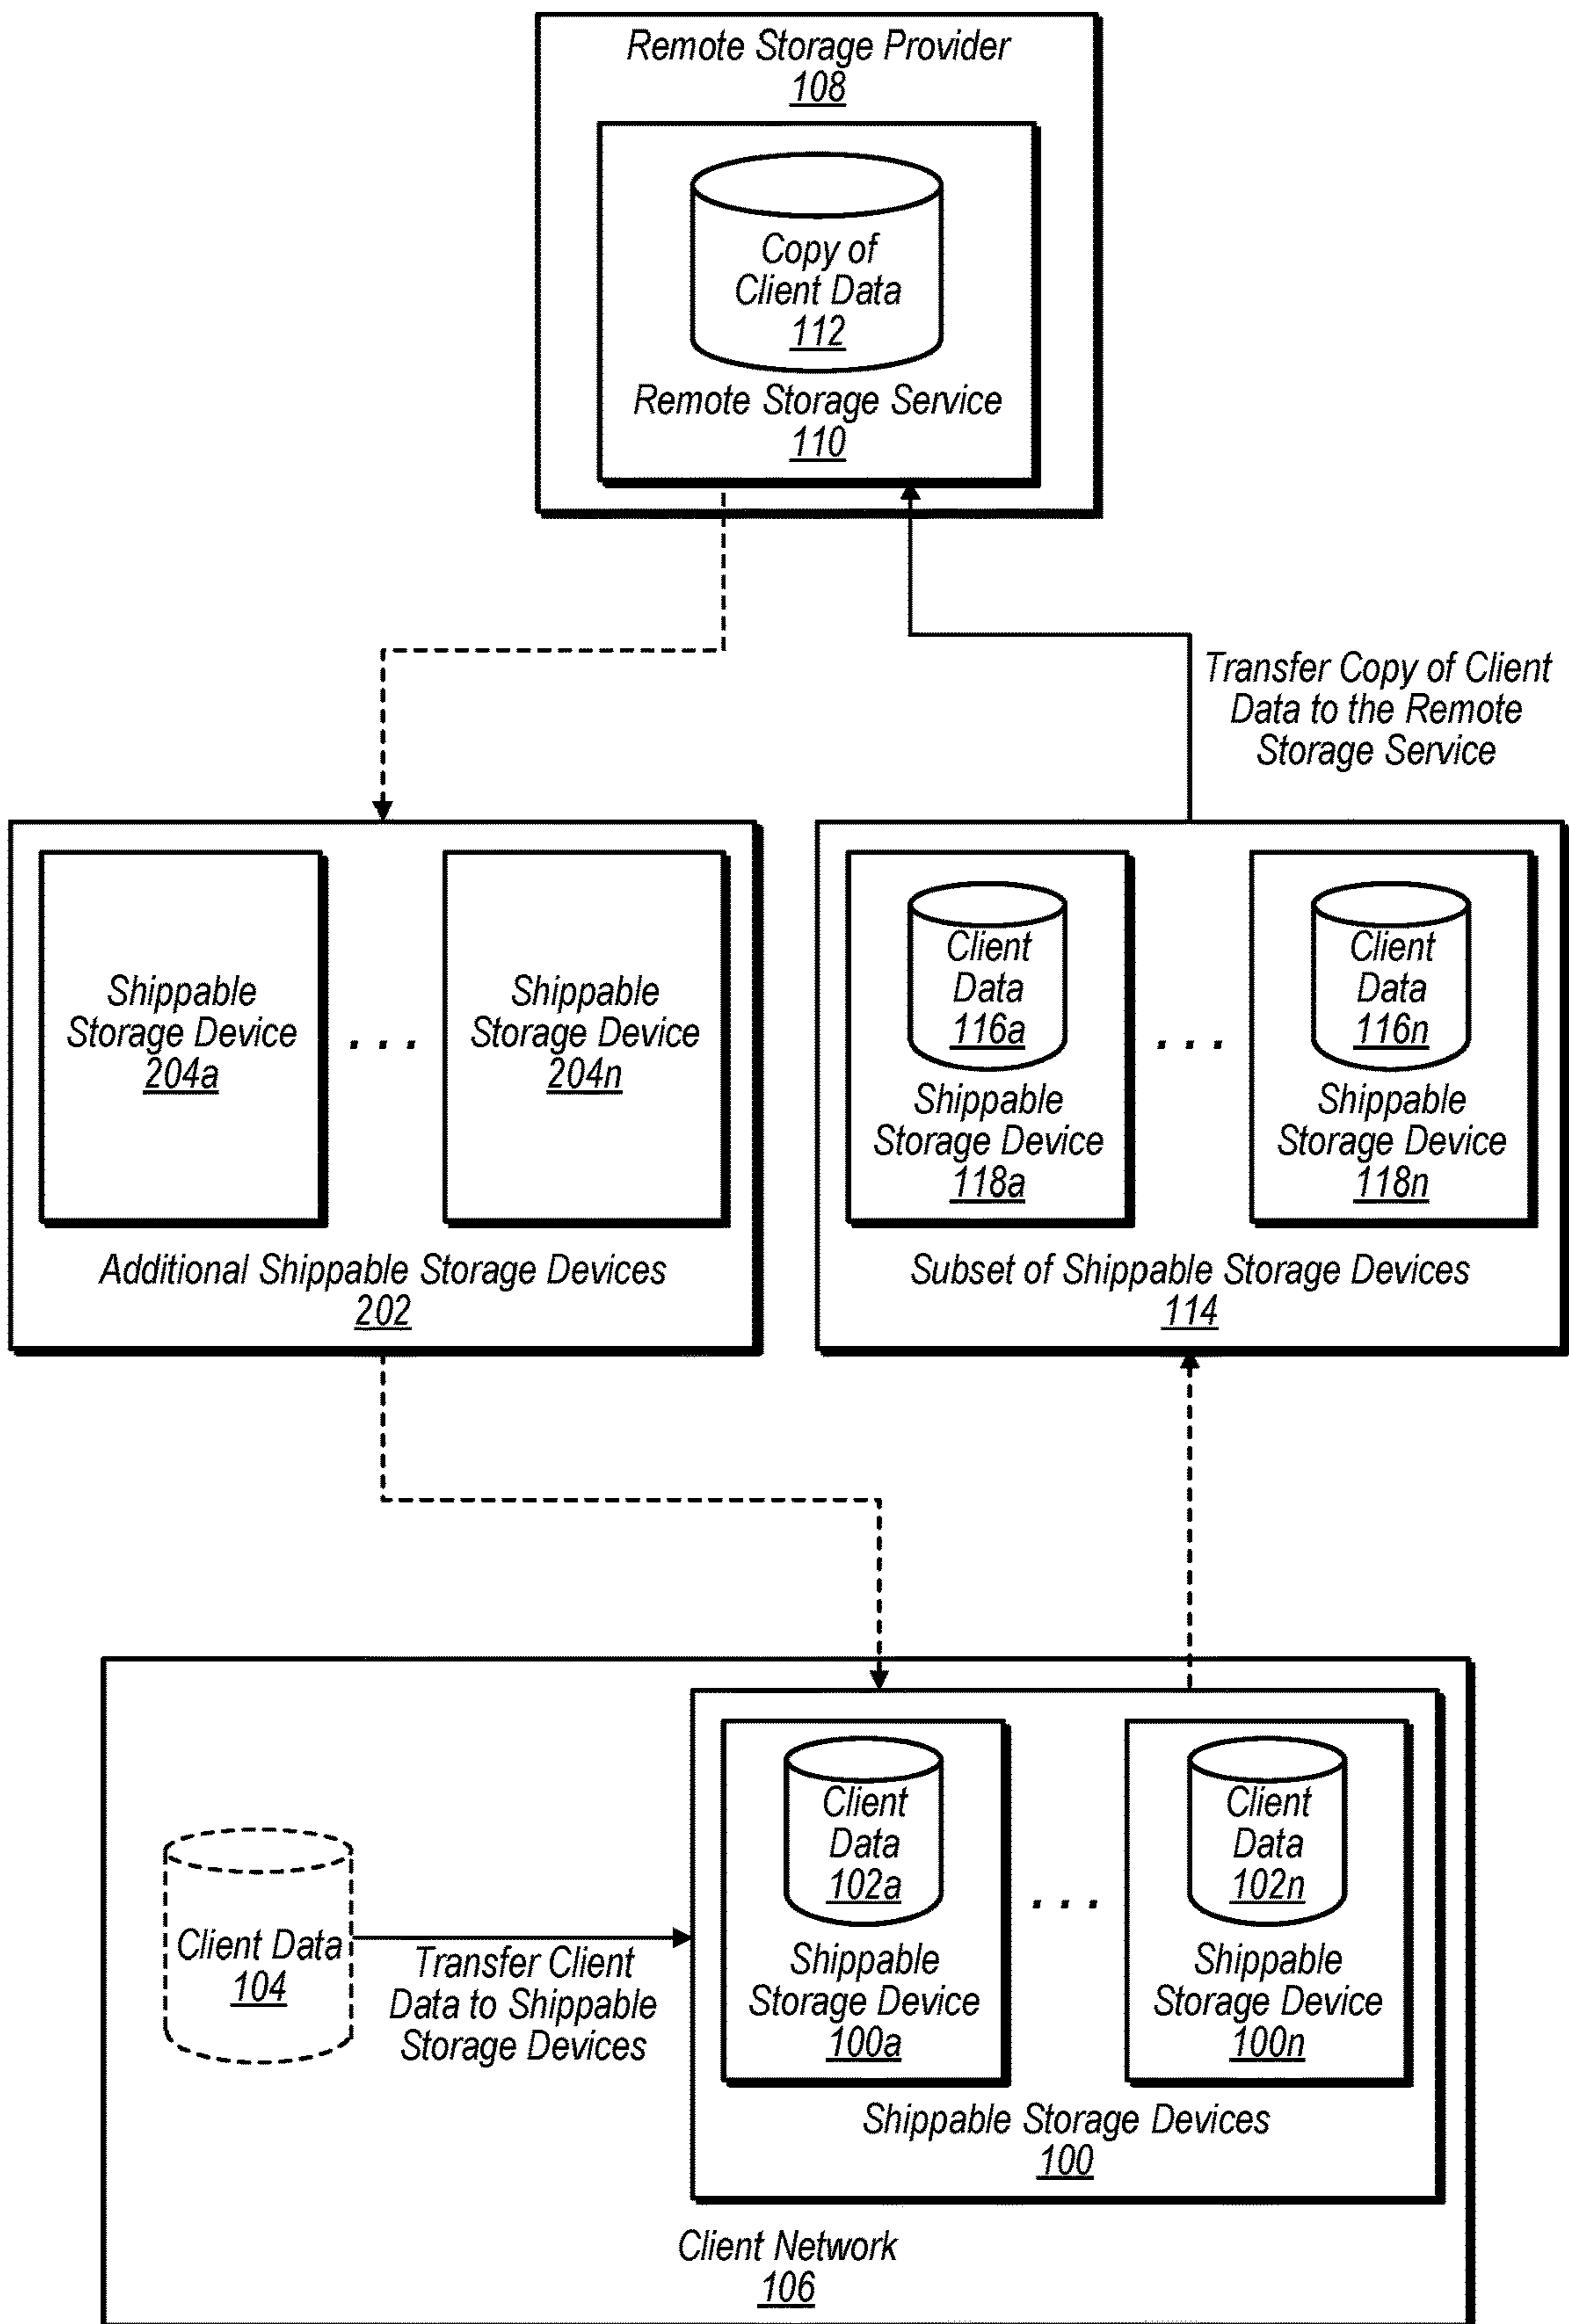 Remote Storage Provider
108
Copy of
Client Data
112
Remote Storage Service
110
Transfer Copy of Client
Data to the Remote
Storage Service
Shippable
Storage Device
204a
. . .
Shippable
Storage Device
204n
Additional Shippable Storage Devices
202
Client
Data
116a
Shippable
Storage Device
118a
. . .
Client
Data
116n
Shippable
Storage Device
118n
Subset of Shippable Storage Devices
114
Client Data
104
Transfer Client
Data to Shippable
Storage Devices
Client
Data
102a
Shippable
Storage Device
100a
. . .
Client
Data
102n
Shippable
Storage Device
100n
Shippable Storage Devices
100
Client Network
106